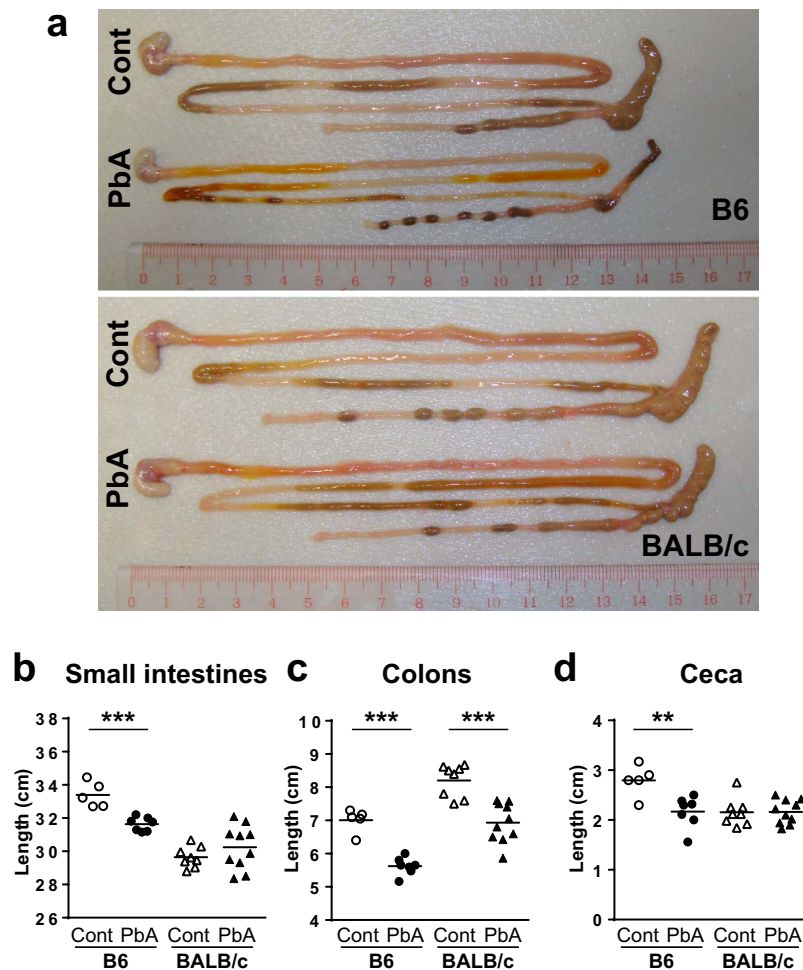 a
Cont
PbA
B6
0 1 2 3 4 5 6 7 8 9 10 11 12 13 14 15 16 17
Cont
PbA
BALB/c
0 1 2 3 4 5 6 7 8 9 10 11 12 13 14 15 16 17
b Small intestines
Length (cm)
38
36
34
32
30
28
26
***
Cont PbA Cont PbA
B6 BALB/c
c Colons
Length (cm)
10
9
8
7
6
5
4
*** ***
Cont PbA Cont PbA
B6 BALB/c
d Ceca
Length (cm)
4
3
2
1
0
**
Cont PbA Cont PbA
B6 BALB/c